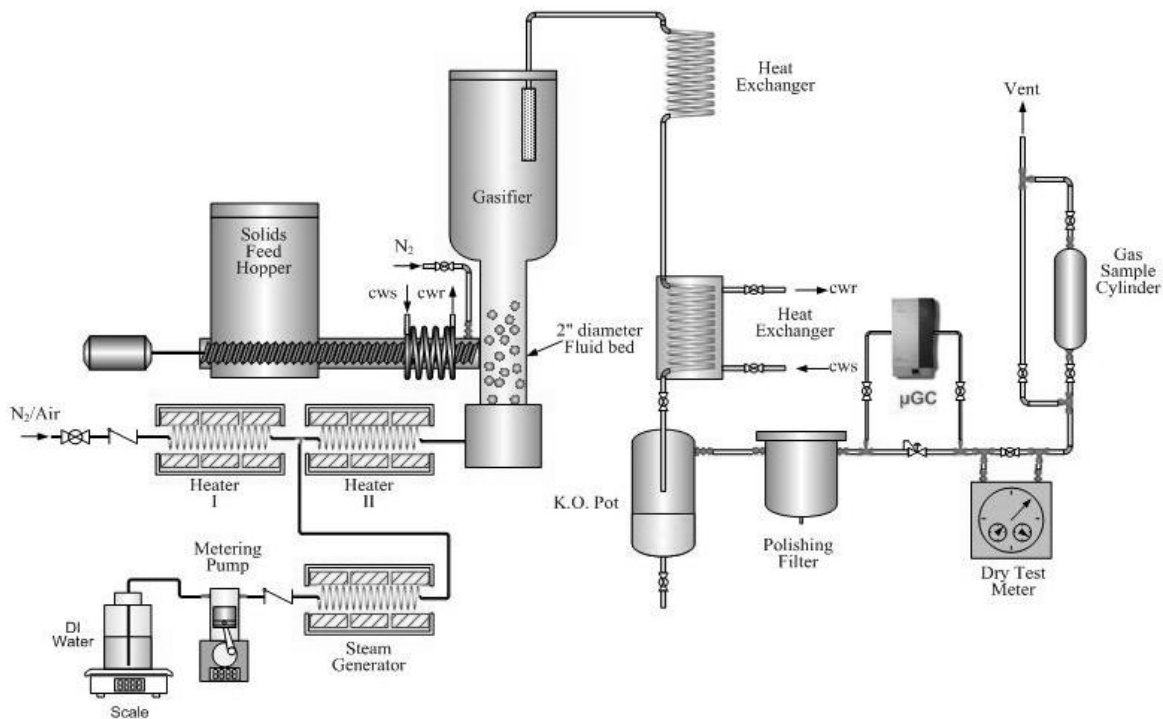 Heat
Exchanger
Vent
Gasifier
Solids
Feed
Hopper
N2
cws
cwr
Gas
Sample
Cylinder
cwr
Heat
Exchanger
cws
2" diameter
Fluid bed
μGC
N2/Air
Heater
I
Heater
II
K.O. Pot
Polishing
Filter
Dry Test
Meter
Metering
Pump
DI
Water
Steam
Generator
Scale